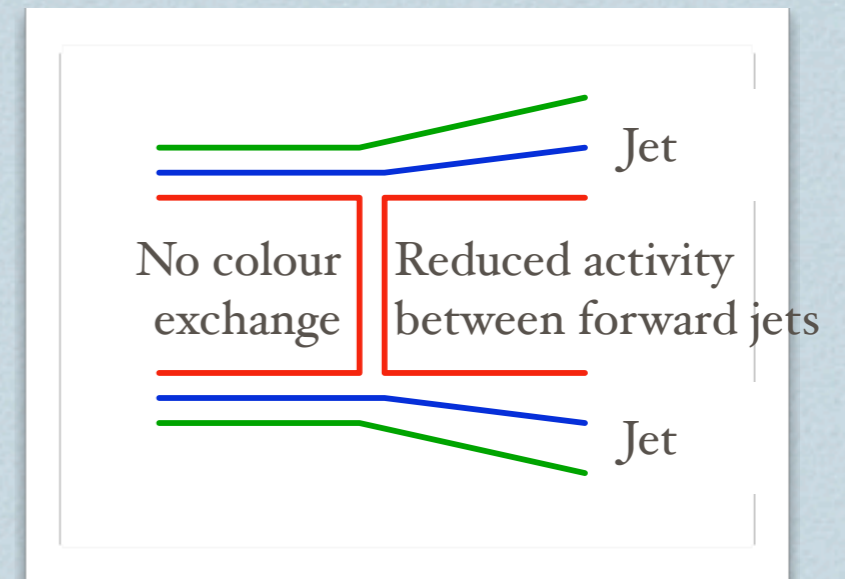 Jet
No colour
exchange
Reduced activity
between forward jets
Jet